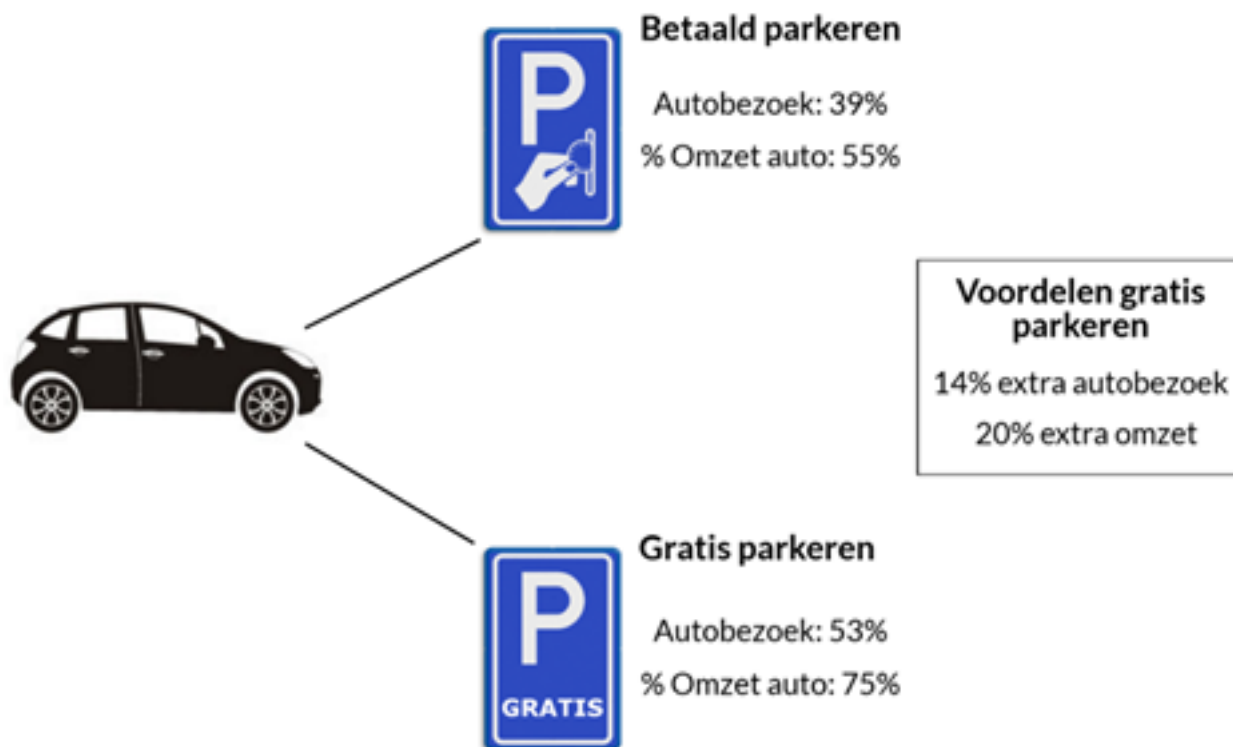 Betaald parkeren
P
Autobezoek: 39%
% Omzet auto: 55%
Voordelen gratis
parkeren
14% extra autobezoek
20% extra omzet
Gratis parkeren
P
GRATIS
Autobezoek: 53%
% Omzet auto: 75%